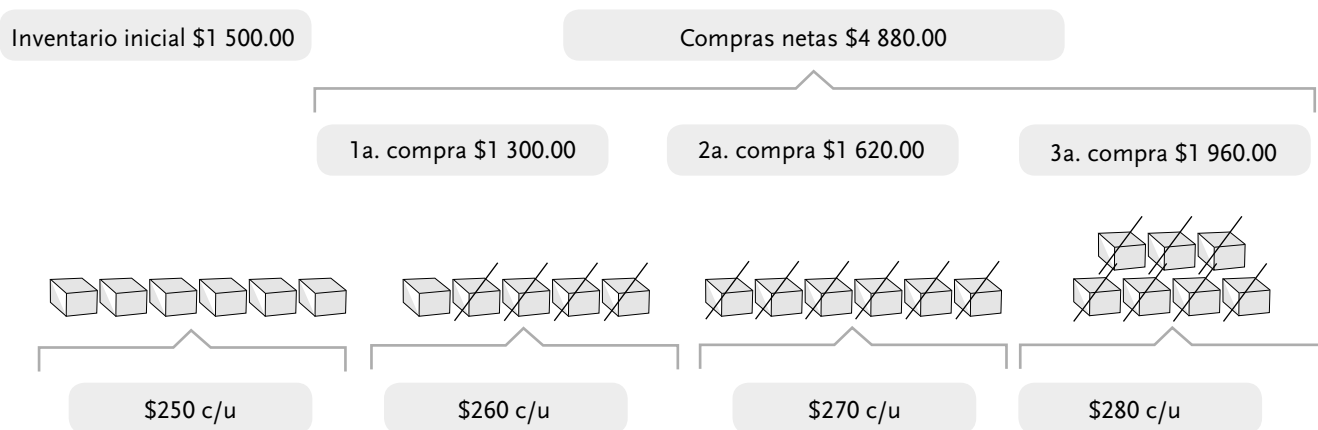 Inventario inicial $1 500.00
Compras netas $4 880.00
1a. compra $1 300.00
2a. compra $1 620.00
3a. compra $1 960.00
$250 c/u
$260 c/u
$270 c/u
$280 c/u